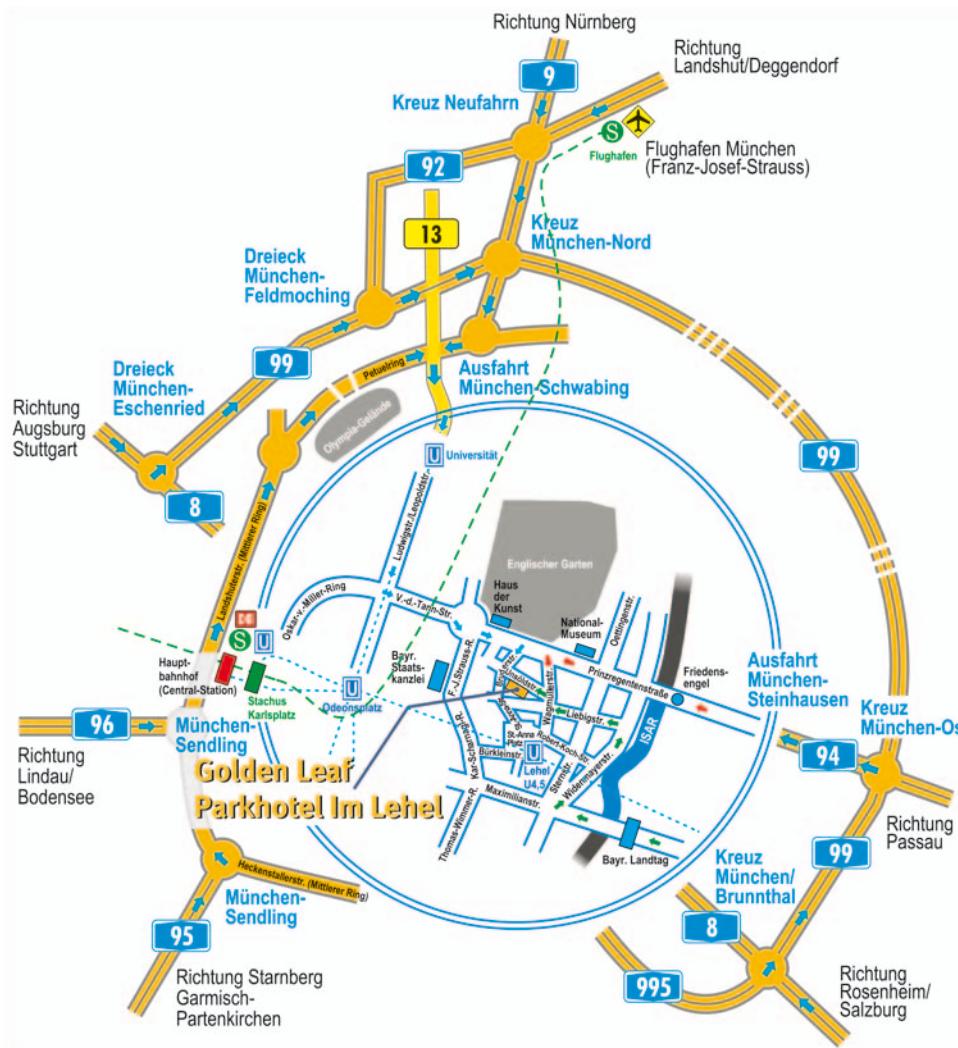 Richtung Nürnberg
9
Richtung
Landshut/Deggendorf
Kreuz Neufahrn
S
Flughafen
Flughafen München
(Franz-Josef-Strauss)
92
13
Kreuz
München-Nord
Dreieck
München-
Feldmoching
99
Petuelring
Ausfahrt
München-Schwabing
Dreieck
München-
Eschenried
Richtung
Augsburg
Stuttgart
8
Olympia-Gelände
U
Universität
99
Landshuterstr. (Mittlerer Ring)
Ludwigstr./Leopoldstr.
Englischer Garten
Oskar-v.-Miller-Ring
V.-d.-Tann-Str.
Haus
der
Kunst
National-
Museum
Oettingenstr.
S
U
Haupt-
bahnhof
(Central-Station)
Stachus
Karlsplatz
U
Odeonsplatz
Bayr.
Staats-
kanzlei
F.-J.Strauss-R.
Unsöldstr.
Wagmüllerstr.
Prinzregentenstraße
Friedens-
engel
Liebigstr.
St.-Anna-
Platz
Robert-Koch-Str.
Bürkleinstr.
U
Lehel
U4,5
Sternstr.
Widenmayerstr.
ISAR
Kar-Scharnagl-R.
Maximilianstr.
Thomas-Wimmer-R.
Bayr. Landtag
Ausfahrt
München-
Steinhausen
Kreuz
München-Os
94
Richtung
Passau
96
München-
Sendling
Richtung
Lindau/
Bodensee
Golden Leaf
Parkhotel Im Lehel
Heckenstallerstr. (Mittlerer Ring)
München-
Sendling
95
Richtung Starnberg
Garmisch-
Partenkirchen
99
Kreuz
München/
Brunnthal
8
995
Richtung
Rosenheim/
Salzburg